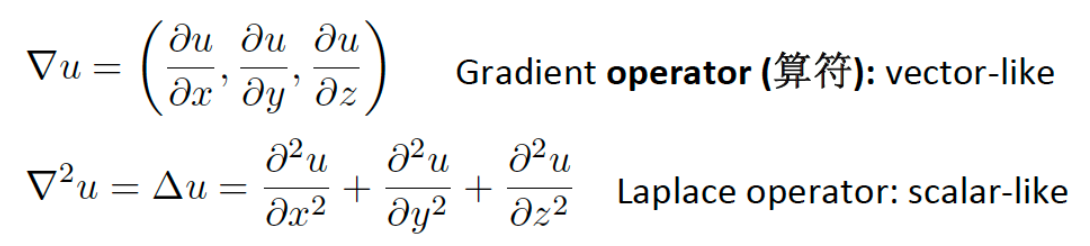 ∇u = (∂u/∂x, ∂u/∂y, ∂u/∂z) Gradient operator (算符): vector-like
∇²u = Δu = ∂²u/∂x² + ∂²u/∂y² + ∂²u/∂z² Laplace operator: scalar-like